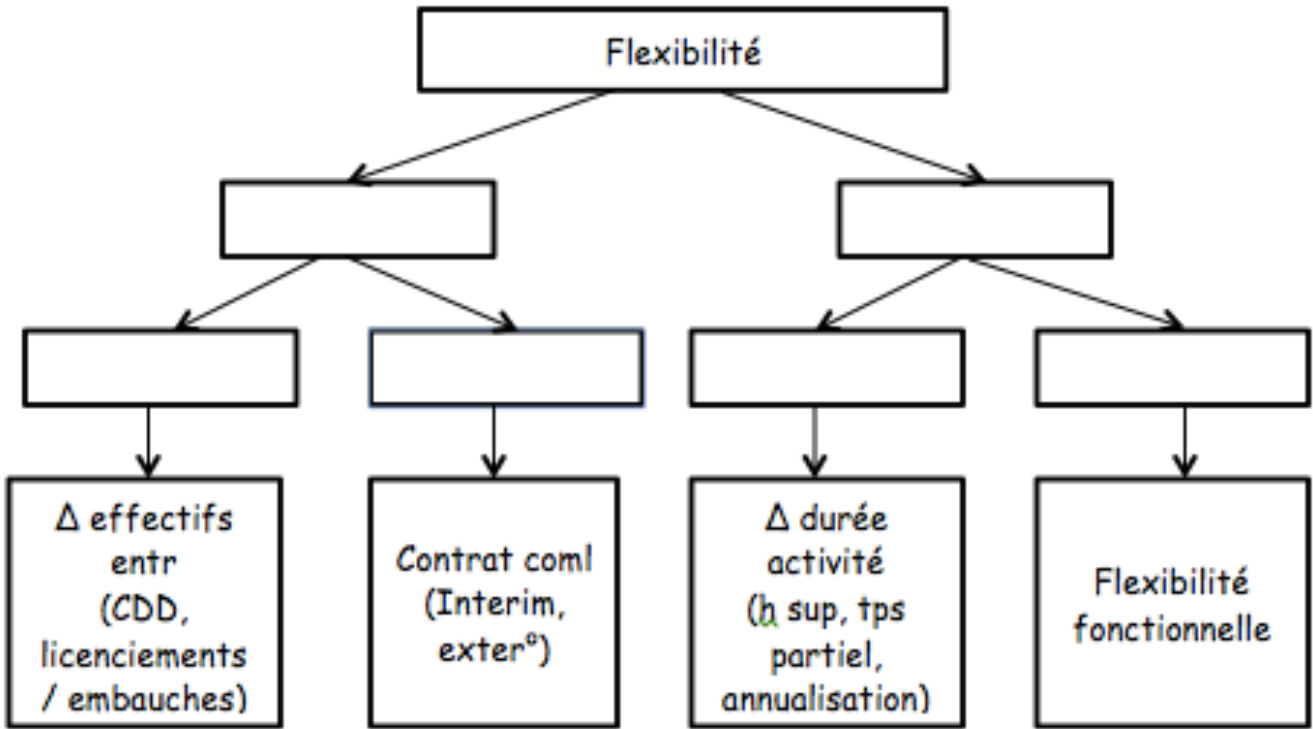 Flexibilité
Δ effectifs
entr
(CDD,
licenciements
/ embauches)
Contrat coml
(Interim,
exter°)
Δ durée
activité
(h sup, tps
partiel,
annualisation)
Flexibilité
fonctionnelle